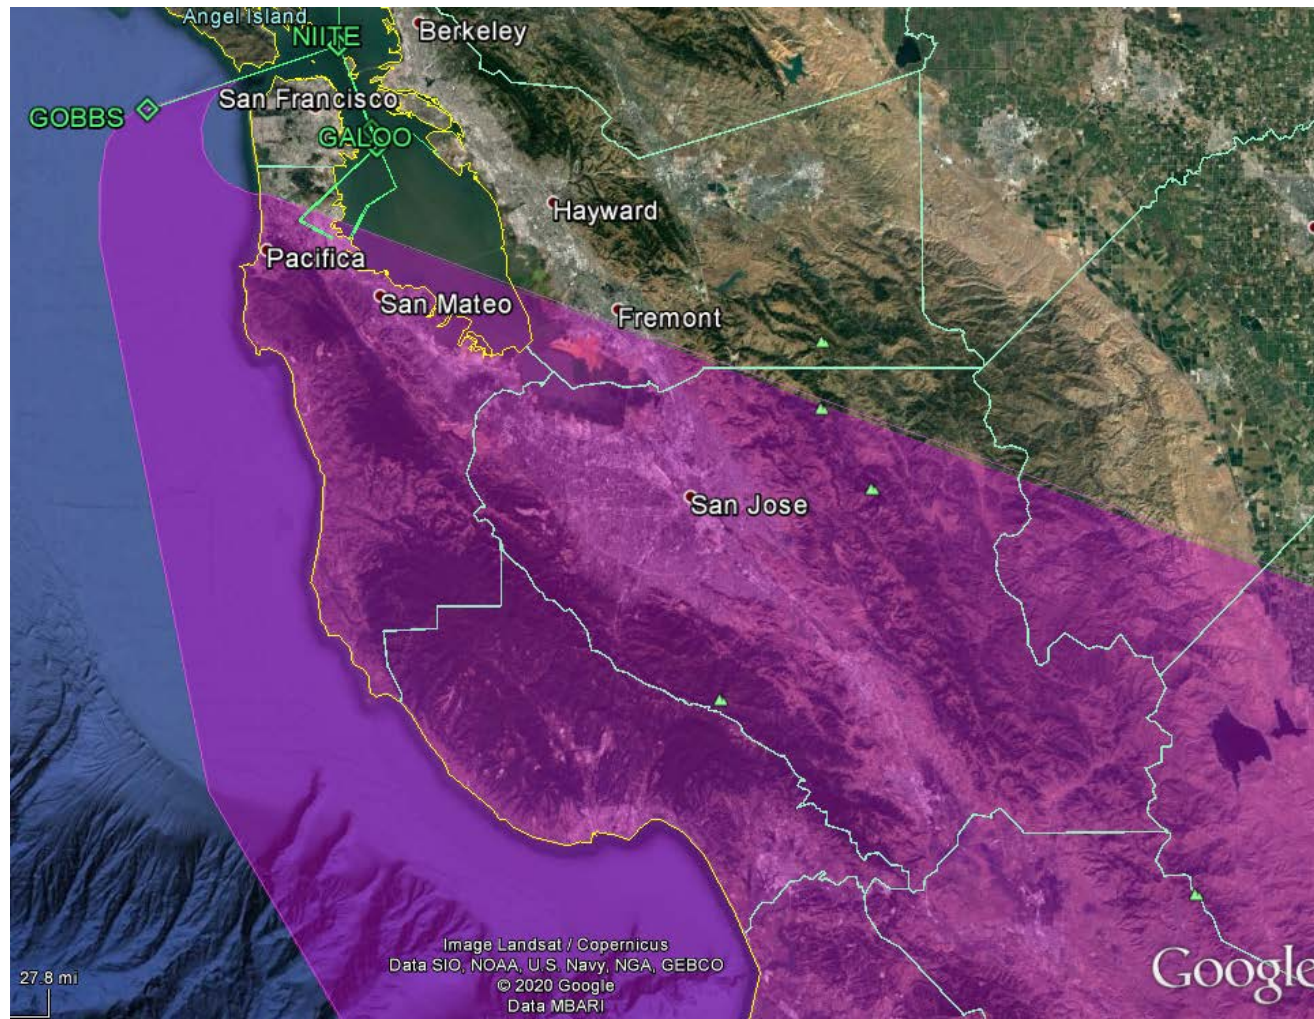 Angel Island
NIITE
Berkeley
GOBBS
San Francisco
GALOO
Hayward
Pacifica
San Mateo
Fremont
San Jose
Image Landsat / Copernicus
Data SIO, NOAA, U.S. Navy, NGA, GEBCO
© 2020 Google
Data MBARI
27.8 mi
Google